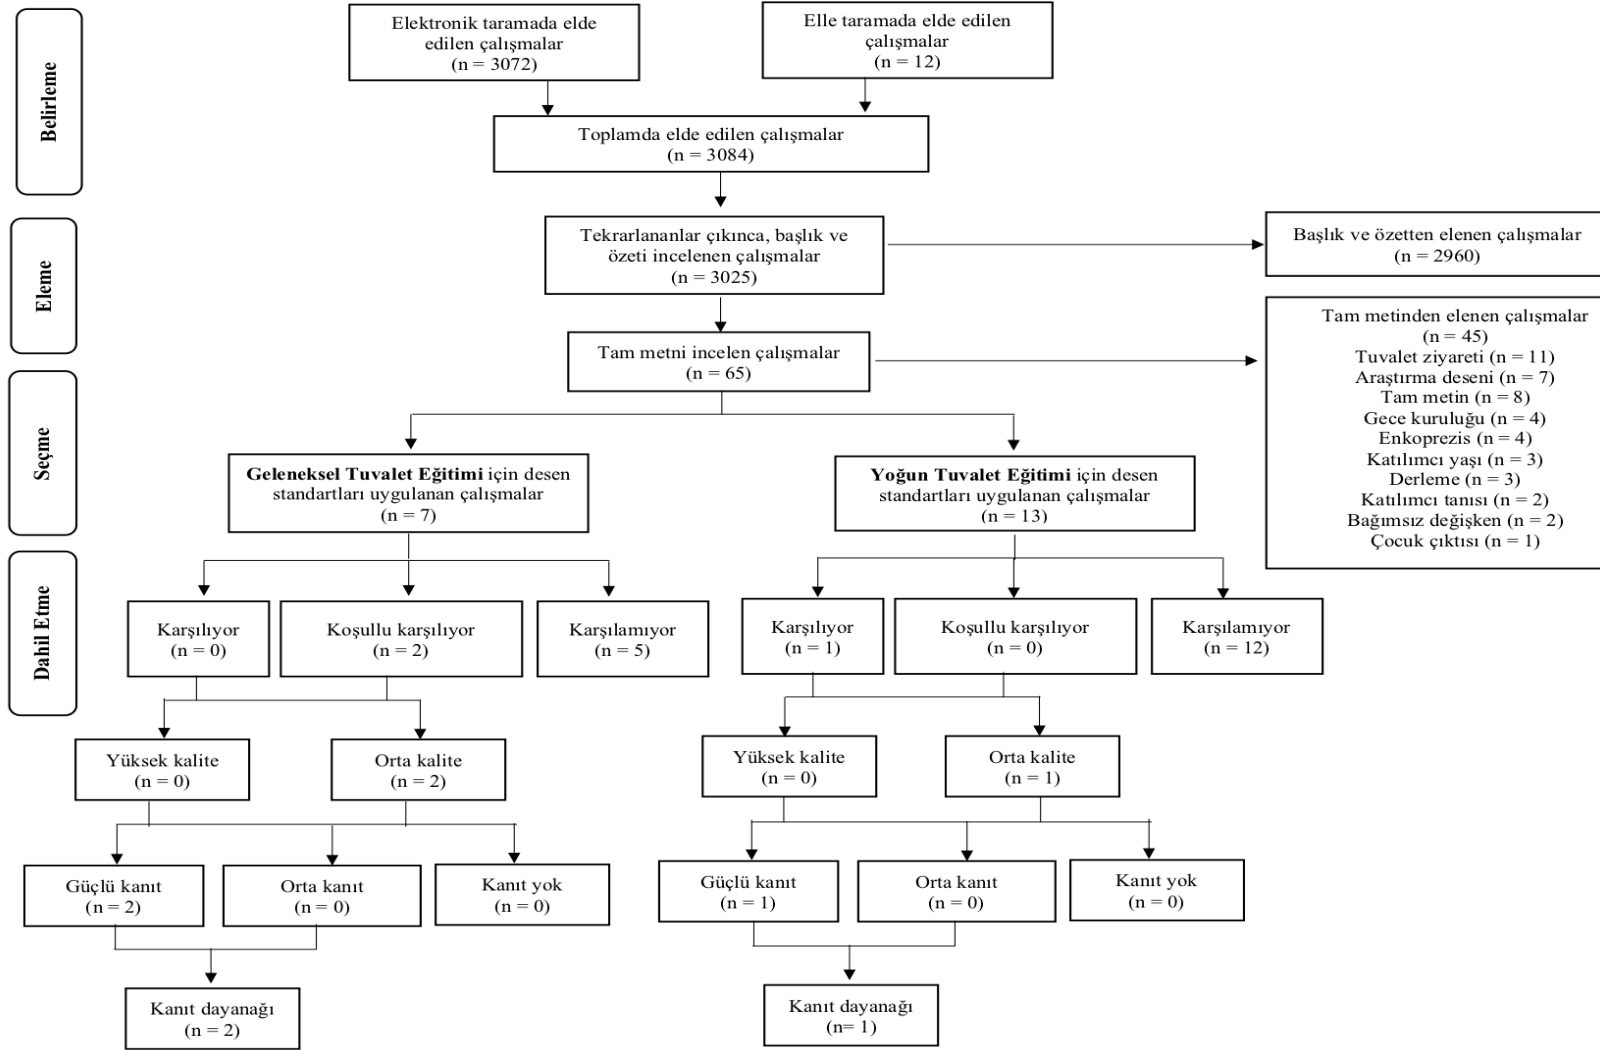 Belirleme
Elektronik taramada elde
edilen çalışmalar
(n = 3072)
Elle taramada elde edilen
çalışmalar
(n = 12)
Toplamda elde edilen çalışmalar
(n = 3084)
Eleme
Tekrarlananlar çıkınca, başlık ve
özeti incelenen çalışmalar
(n = 3025)
Başlık ve özetten elenen çalışmalar
(n = 2960)
Tam metni incelen çalışmalar
(n = 65)
Tam metinden elenen çalışmalar
(n = 45)
Tuvalet ziyareti (n = 11)
Araştırma deseni (n = 7)
Tam metin (n = 8)
Gece kuruluğu (n = 4)
Enkoprezis (n = 4)
Katılımcı yaşı (n = 3)
Derleme (n = 3)
Katılımcı tanısı (n = 2)
Bağımsız değişken (n = 2)
Çocuk çıktısı (n = 1)
Seçme
Geleneksel Tuvalet Eğitimi için desen
standartları uygulanan çalışmalar
(n = 7)
Yoğun Tuvalet Eğitimi için desen
standartları uygulanan çalışmalar
(n = 13)
Dahil Etme
Karşılıyor
(n = 0)
Koşullu karşılıyor
(n = 2)
Karşılamıyor
(n = 5)
Karşılıyor
(n = 1)
Koşullu karşılıyor
(n = 0)
Karşılamıyor
(n = 12)
Yüksek kalite
(n = 0)
Orta kalite
(n = 2)
Yüksek kalite
(n = 0)
Orta kalite
(n = 1)
Güçlü kanıt
(n = 2)
Orta kanıt
(n = 0)
Kanıt yok
(n = 0)
Güçlü kanıt
(n = 1)
Orta kanıt
(n = 0)
Kanıt yok
(n = 0)
Kanıt dayanağı
(n = 2)
Kanıt dayanağı
(n= 1)